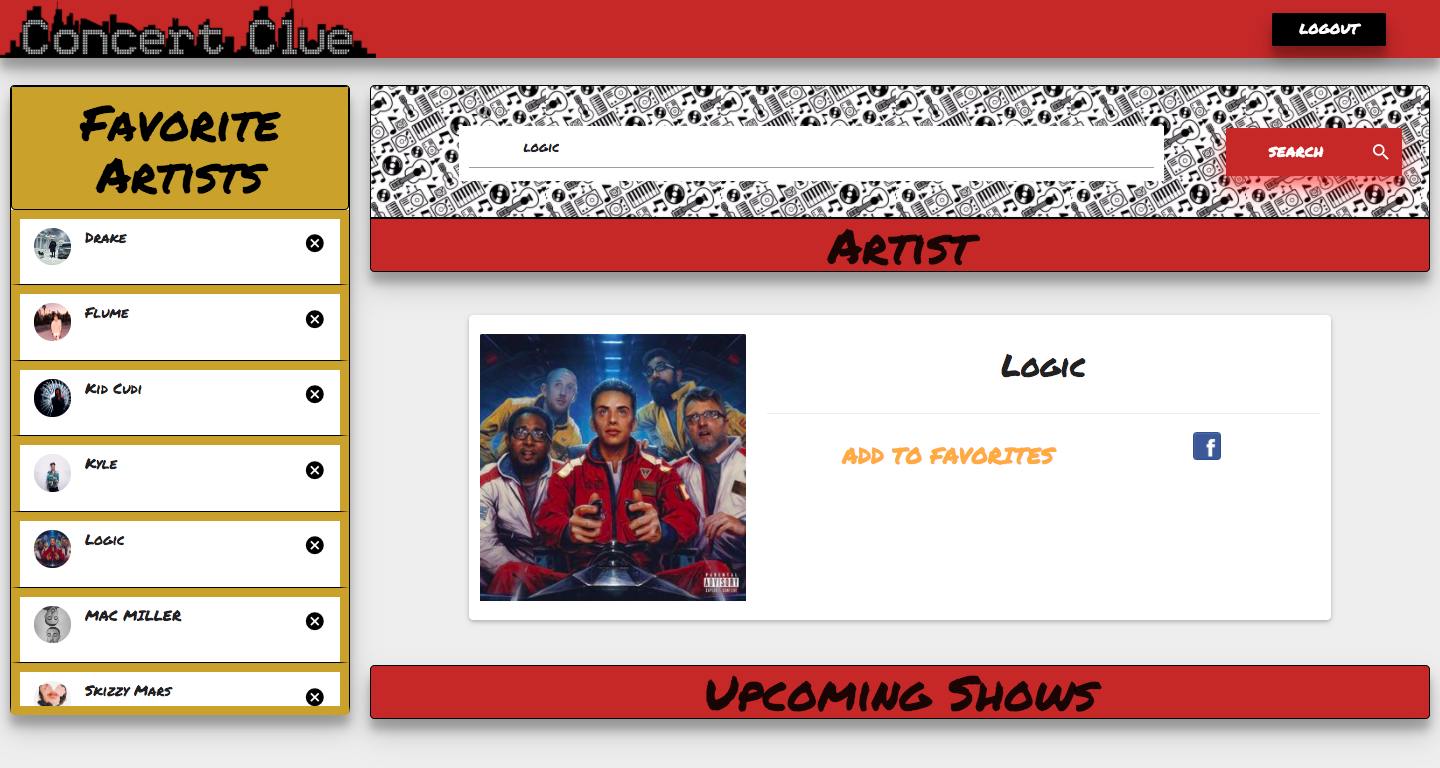 Concert Clue
LOGOUT
Favorite
Artists
Drake
Flume
Kid Cudi
Kyle
Logic
MAC MILLER
Skizzy Mars
logic
SEARCH
Artist
Logic
ADD TO FAVORITES
f
PARENTAL
ADVISORY
EXPLICIT CONTENT
Upcoming Shows